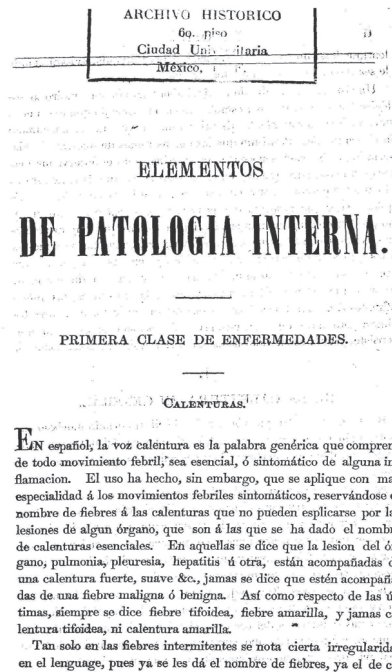 ARCHIVO HISTORICO
6o. piso
Ciudad Universitaria
México,
ELEMENTOS
DE PATOLOGIA INTERNA.
PRIMERA CLASE DE ENFERMEDADES.
CALENTURAS.
EN español, la voz calentura es la palabra genérica que compren
de todo movimiento febril, sea esencial, ó sintomático de alguna in
flamacion. El uso ha hecho, sin embargo, que se aplique con ma
especialidad á los movimientos febriles sintomáticos, reservándose e
nombre de fiebres á las calenturas que no pueden esplicarse por la
lesiones de algun órgano, que son á las que se ha dado el nomb
de calenturas esenciales. En aquellas se dice que la lesion del ó
gano, pulmonia, pleuresia, hepatitis ú otra, están acompañadas d
una calentura fuerte, suave &c., jamas se dice que estén acompaña
das de una fiebre maligna ó benigna. Así como respecto de las ú
timas, siempre se dice fiebre tifoidea, fiebre amarilla, y jamas c
lentura tifoidea, ni calentura amarilla.
Tan solo en las fiebres intermitentes se nota cierta irregularida
en el lenguage, pues ya se les dá el nombre de fiebres, ya el de c